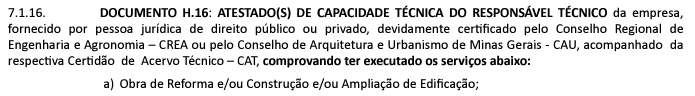 7.1.16. DOCUMENTO H.16: ATESTADO(S) DE CAPACIDADE TÉCNICA DO RESPONSÁVEL TÉCNICO da empresa,
fornecido por pessoa jurídica de direito público ou privado, devidamente certificado pelo Conselho Regional de
Engenharia e Agronomia – CREA ou pelo Conselho de Arquitetura e Urbanismo de Minas Gerais - CAU, acompanhado da
respectiva Certidão de Acervo Técnico – CAT, comprovando ter executado os serviços abaixo:
a) Obra de Reforma e/ou Construção e/ou Ampliação de Edificação;